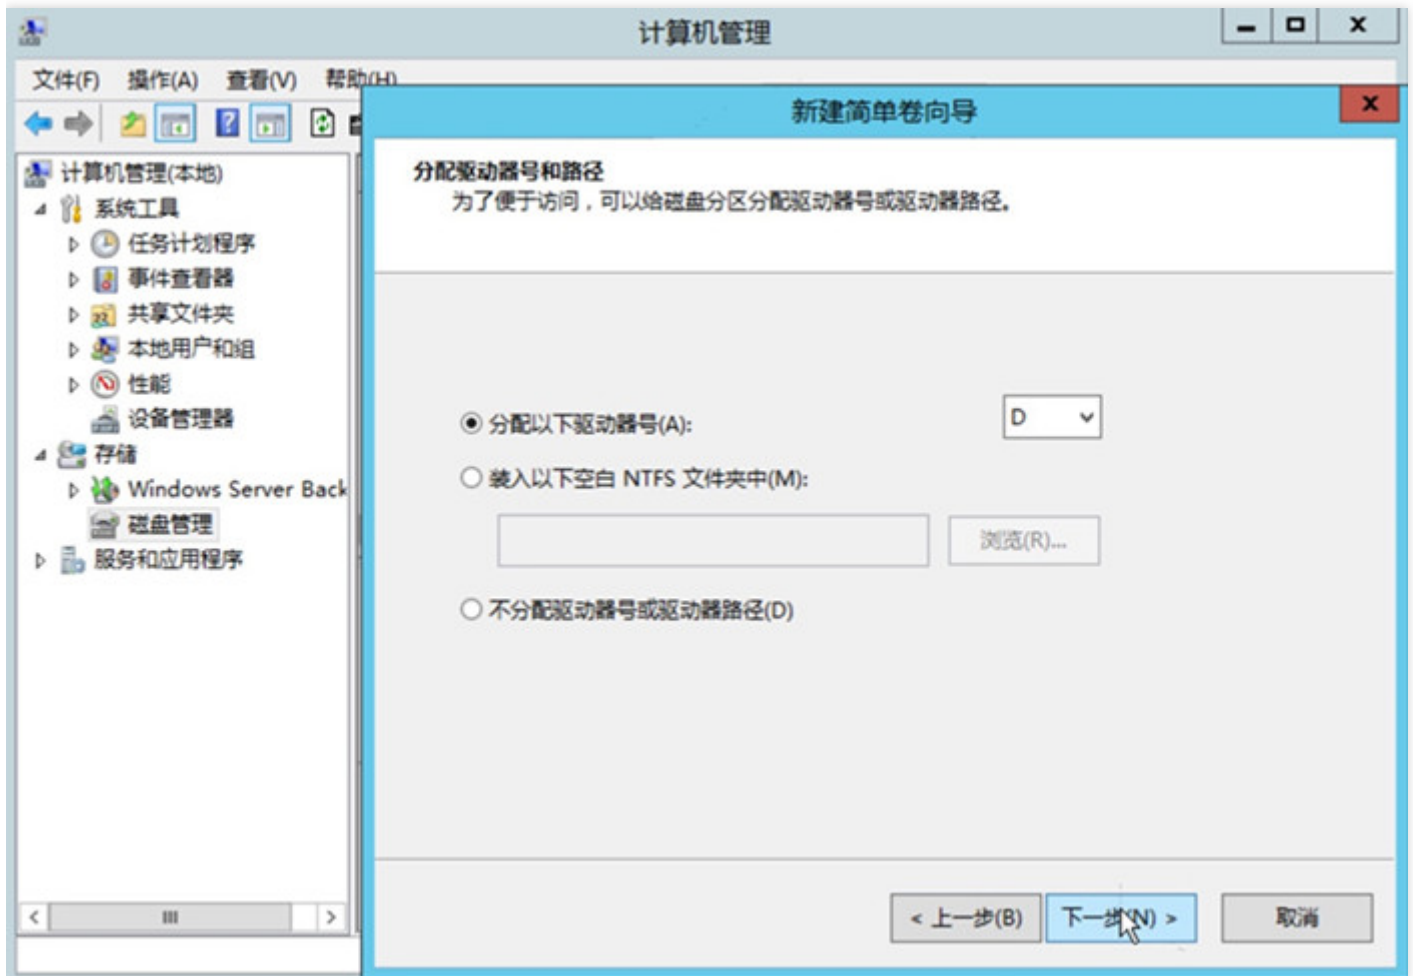 计算机管理
文件(F) 操作(A) 查看(V) 帮助(H)
新建简单卷向导
分配驱动器号和路径
为了便于访问，可以给磁盘分区分配驱动器号或驱动器路径。
计算机管理(本地)
系统工具
任务计划程序
事件查看器
共享文件夹
本地用户和组
性能
设备管理器
存储
Windows Server Back
磁盘管理
服务和应用程序
分配以下驱动器号(A):
D
装入以下空白 NTFS 文件夹中(M):
浏览(R)...
不分配驱动器号或驱动器路径(D)
< 上一步(B) 下一步(N) > 取消